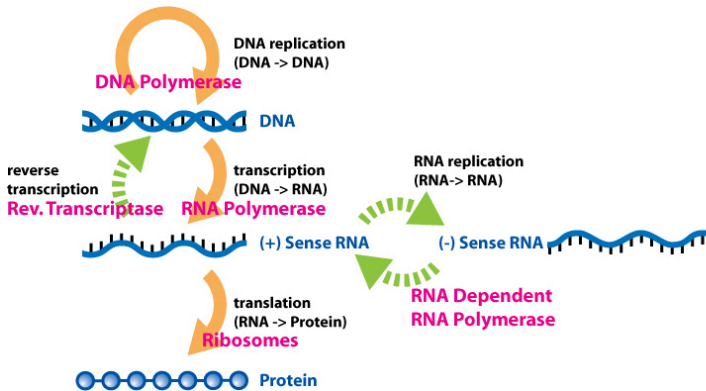 DNA replication
(DNA -> DNA)
DNA Polymerase
DNA
reverse
transcription
Rev. Transcriptase
transcription
(DNA -> RNA)
RNA Polymerase
RNA replication
(RNA-> RNA)
(+) Sense RNA
(-) Sense RNA
RNA Dependent
RNA Polymerase
translation
(RNA -> Protein)
Ribosomes
Protein